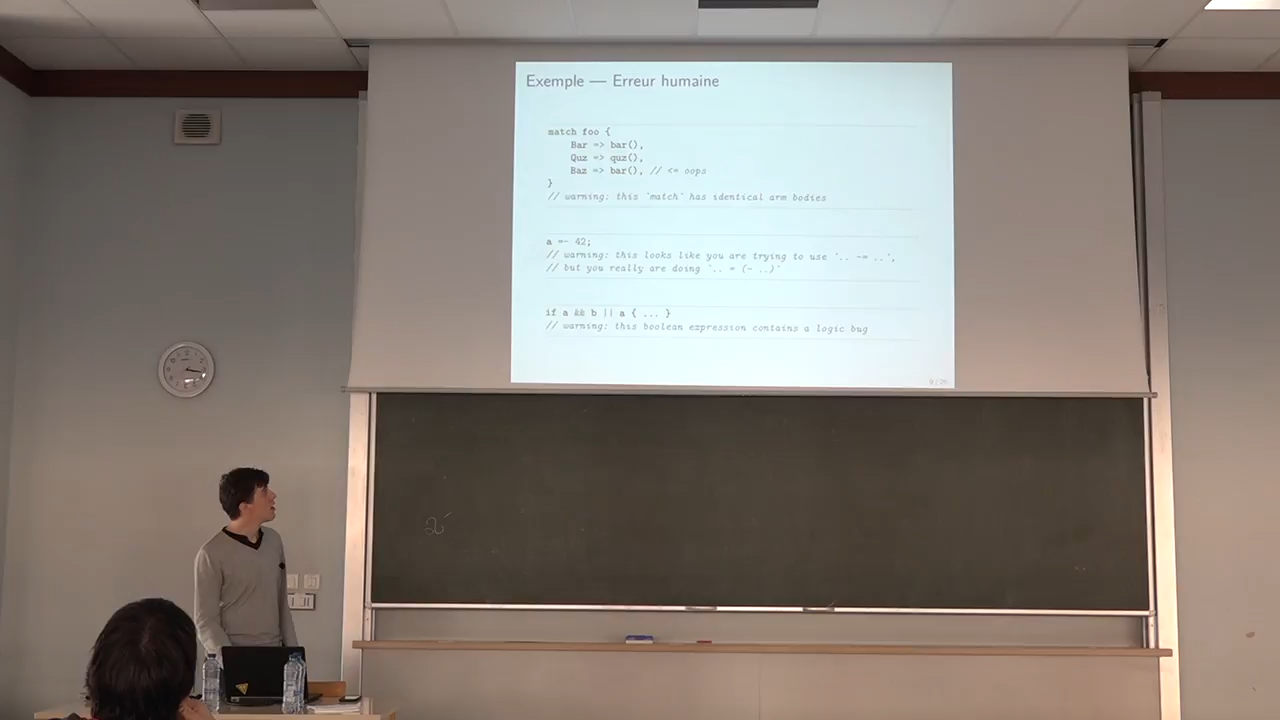 Exemple — Erreur humaine
match foo {
Bar => bar(),
Quz => quz(),
Baz => bar(), // <= oops
}
// warning: this `match` has identical arm bodies
a =- 42;
// warning: this looks like you are trying to use `.. -= ..`,
// but you really are doing `.. = (- ..)`
if a && b || a { ... }
// warning: this boolean expression contains a logic bug